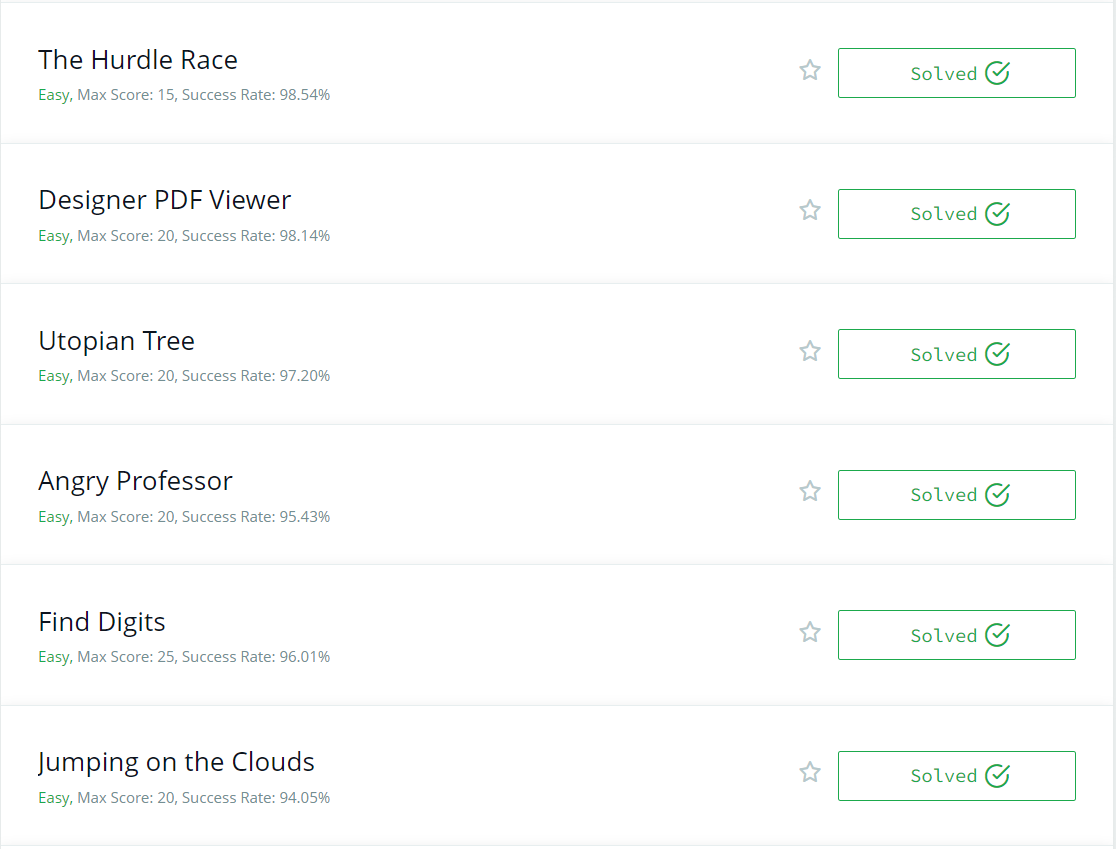 The Hurdle Race
Solved
Easy, Max Score: 15, Success Rate: 98.54%
Designer PDF Viewer
Solved
Easy, Max Score: 20, Success Rate: 98.14%
Utopian Tree
Solved
Easy, Max Score: 20, Success Rate: 97.20%
Angry Professor
Solved
Easy, Max Score: 20, Success Rate: 95.43%
Find Digits
Solved
Easy, Max Score: 25, Success Rate: 96.01%
Jumping on the Clouds
Solved
Easy, Max Score: 20, Success Rate: 94.05%